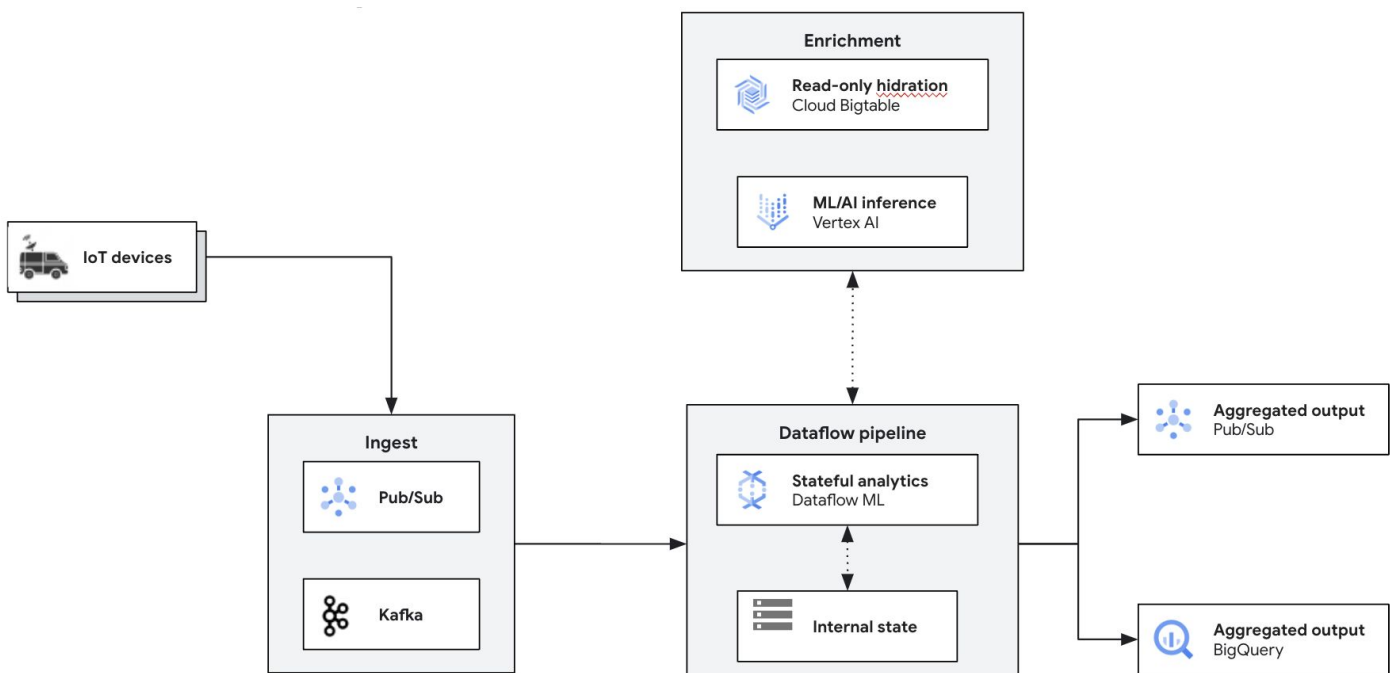 Enrichment
Read-only hidration
Cloud Bigtable
ML/AI inference
Vertex AI
IoT devices
Ingest
Pub/Sub
Kafka
Dataflow pipeline
Stateful analytics
Dataflow ML
Internal state
Aggregated output
Pub/Sub
Aggregated output
BigQuery